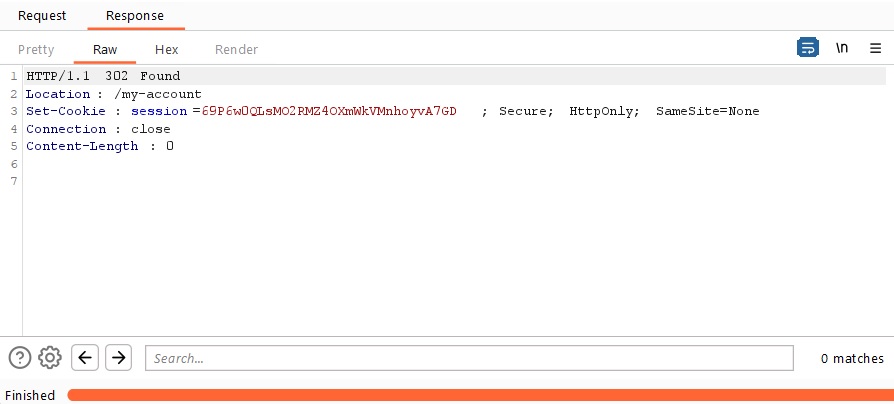 Request Response
Pretty Raw Hex Render \n
1 HTTP/1.1 302 Found
2 Location : /my-account
3 Set-Cookie : session =69P6w0QLsMO2RMZ4OXmWkVMnhoyvA7GD ; Secure; HttpOnly; SameSite=None
4 Connection : close
5 Content-Length : 0
6
7
Search... 0 matches
Finished